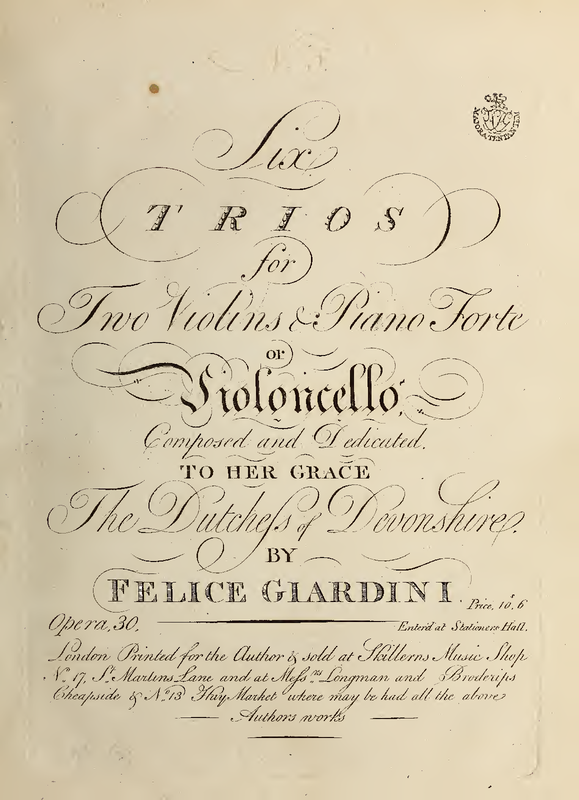 Six
TRIOS
for
Two Violins & Piano Forte
or
Violoncello,
Composed and Dedicated.
TO HER GRACE
The Dutcheſs of Devonshire.
BY
FELICE GIARDINI.
Price, 10.s 6
Opera, 30.
Enter'd at Stationers Hall.
London Printed for the Author & sold at Skillerns Music Shop
No. 17, St. Martins Lane and at Meſsrs Longman and Broderips
Cheapside & No. 13 Hay Market where may be had all the above
Authors works